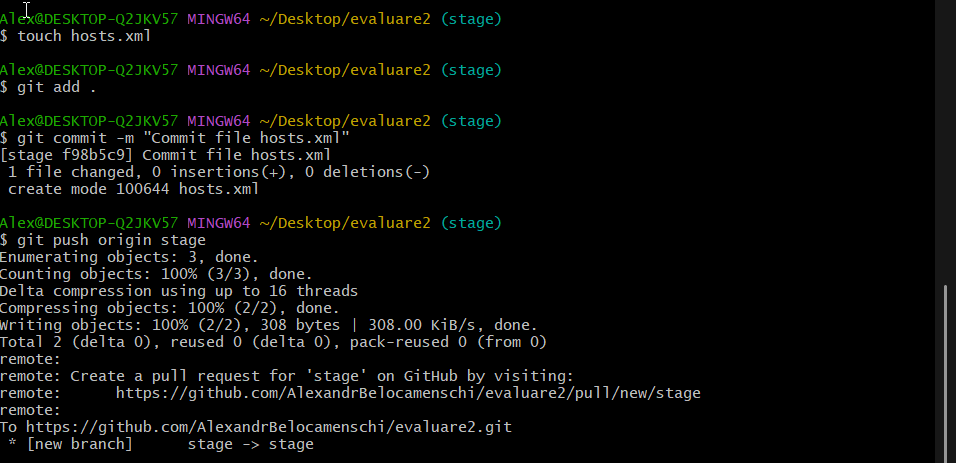 Alex@DESKTOP-Q2JKV57 MINGW64 ~/Desktop/evaluare2 (stage)
$ touch hosts.xml
Alex@DESKTOP-Q2JKV57 MINGW64 ~/Desktop/evaluare2 (stage)
$ git add .
Alex@DESKTOP-Q2JKV57 MINGW64 ~/Desktop/evaluare2 (stage)
$ git commit -m "Commit file hosts.xml"
[stage f98b5c9] Commit file hosts.xml
 1 file changed, 0 insertions(+), 0 deletions(-)
 create mode 100644 hosts.xml
Alex@DESKTOP-Q2JKV57 MINGW64 ~/Desktop/evaluare2 (stage)
$ git push origin stage
Enumerating objects: 3, done.
Counting objects: 100% (3/3), done.
Delta compression using up to 16 threads
Compressing objects: 100% (2/2), done.
Writing objects: 100% (2/2), 308 bytes | 308.00 KiB/s, done.
Total 2 (delta 0), reused 0 (delta 0), pack-reused 0 (from 0)
remote:
remote: Create a pull request for 'stage' on GitHub by visiting:
remote:      https://github.com/AlexandrBelocamenschi/evaluare2/pull/new/stage
remote:
To https://github.com/AlexandrBelocamenschi/evaluare2.git
 * [new branch]      stage -> stage